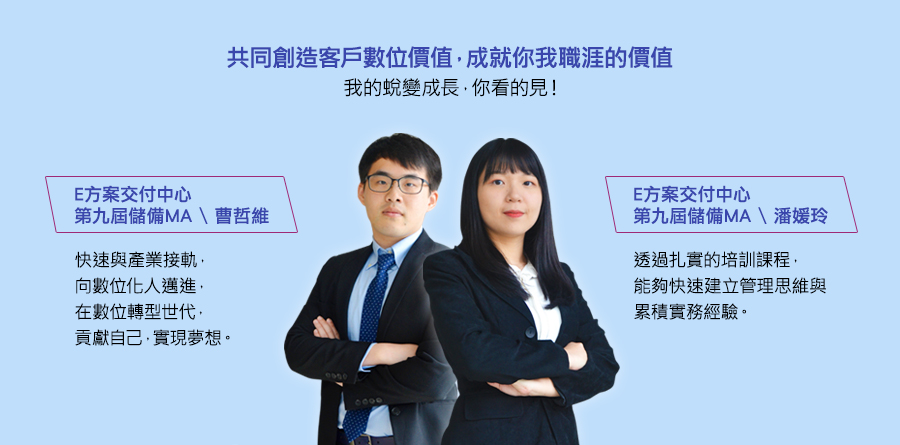 共同創造客戶數位價值，成就你我職涯的價值
我的蛻變成長，你看的見！
E方案交付中心
第九屆儲備MA \ 曹哲維
快速與產業接軌，
向數位化人邁進，
在數位轉型世代，
貢獻自己，實現夢想。
E方案交付中心
第九屆儲備MA \ 潘媛玲
透過扎實的培訓課程，
能夠快速建立管理思維與
累積實務經驗。